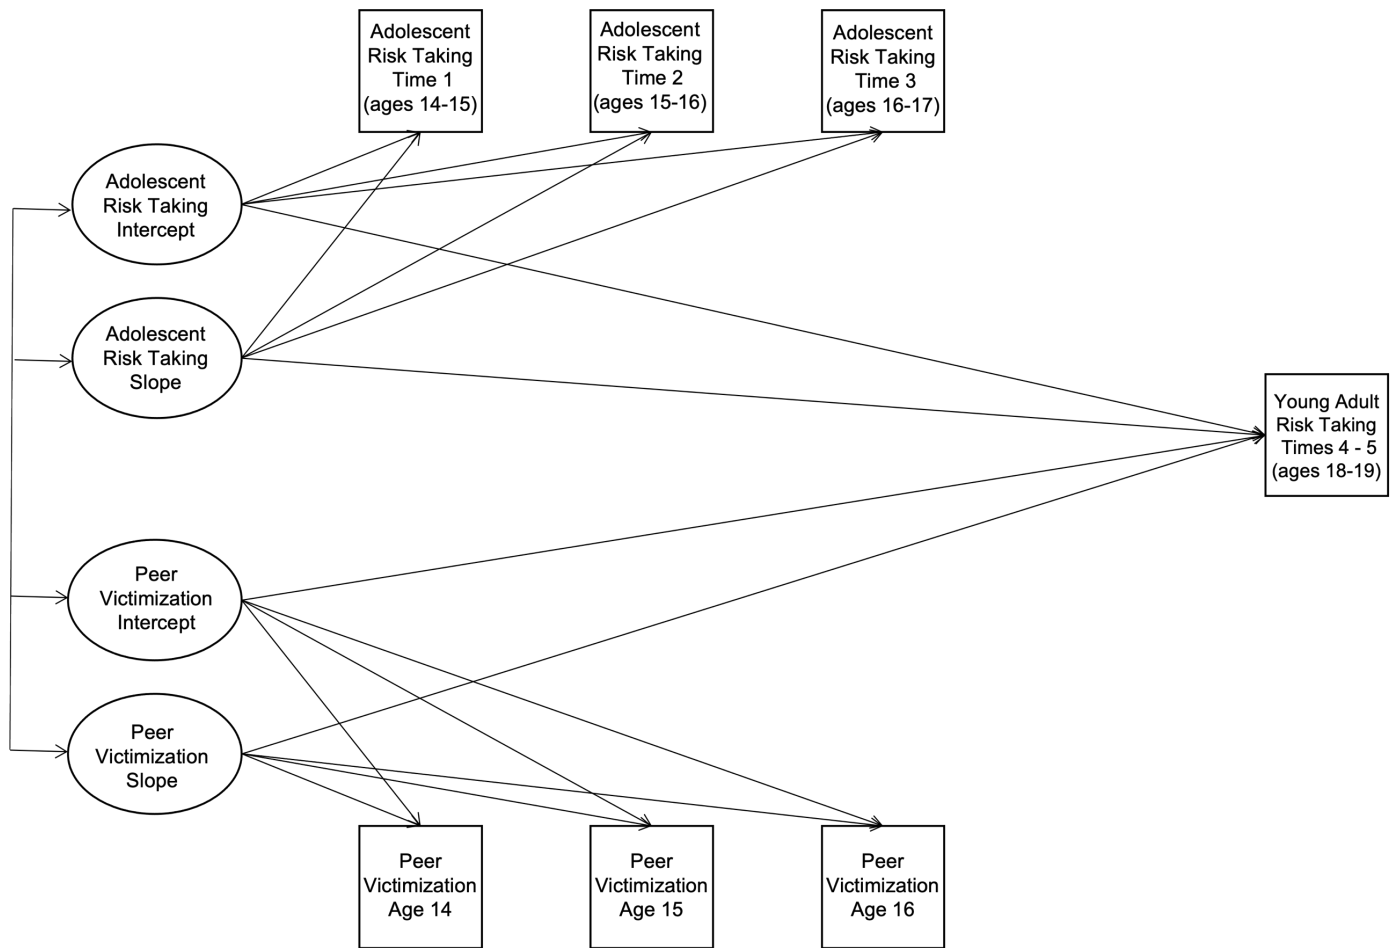 Adolescent
Risk Taking
Time 1
(ages 14-15)
Adolescent
Risk Taking
Time 2
(ages 15-16)
Adolescent
Risk Taking
Time 3
(ages 16-17)
Adolescent
Risk Taking
Intercept
Adolescent
Risk Taking
Slope
Young Adult
Risk Taking
Times 4 - 5
(ages 18-19)
Peer
Victimization
Intercept
Peer
Victimization
Slope
Peer
Victimization
Age 14
Peer
Victimization
Age 15
Peer
Victimization
Age 16